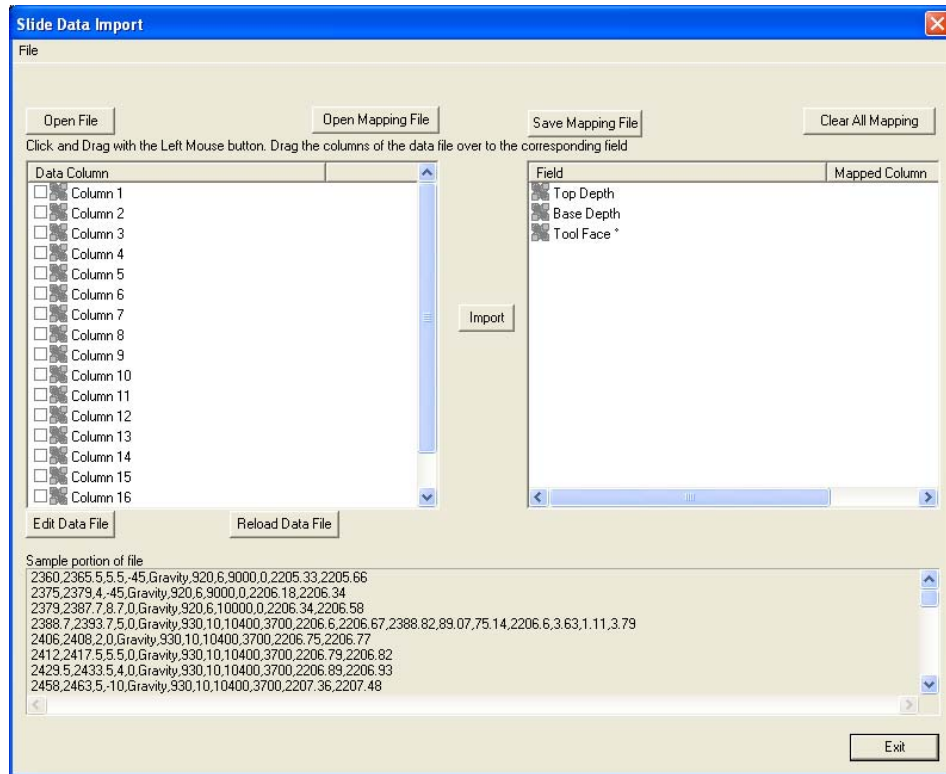 Slide Data Import
File
Open File
Open Mapping File
Save Mapping File
Clear All Mapping
Click and Drag with the Left Mouse button. Drag the columns of the data file over to the corresponding field
Data Column
Column 1
Column 2
Column 3
Column 4
Column 5
Column 6
Column 7
Column 8
Column 9
Column 10
Column 11
Column 12
Column 13
Column 14
Column 15
Column 16
Import
Field Mapped Column
Top Depth
Base Depth
Tool Face *
Edit Data File
Reload Data File
Sample portion of file
2360,2365.5,5.5,-45,Gravity,920,6,9000,0,2205.33,2205.66
2375,2379,4,-45,Gravity,920,6,9000,0,2206.18,2206.34
2379,2387.7,8.7,0,Gravity,920,6,10000,0,2206.34,2206.58
2388.7,2393.7,5,0,Gravity,930,10,10400,3700,2206.6,2206.67,2388.82,89.07,75.14,2206.6,3.63,1.11,3.79
2406,2408,2,0,Gravity,930,10,10400,3700,2206.75,2206.77
2412,2417.5,5.5,0,Gravity,930,10,10400,3700,2206.79,2206.82
2429.5,2433.5,4,0,Gravity,930,10,10400,3700,2206.89,2206.93
2458,2463,5,-10,Gravity,930,10,10400,3700,2207.36,2207.48
Exit